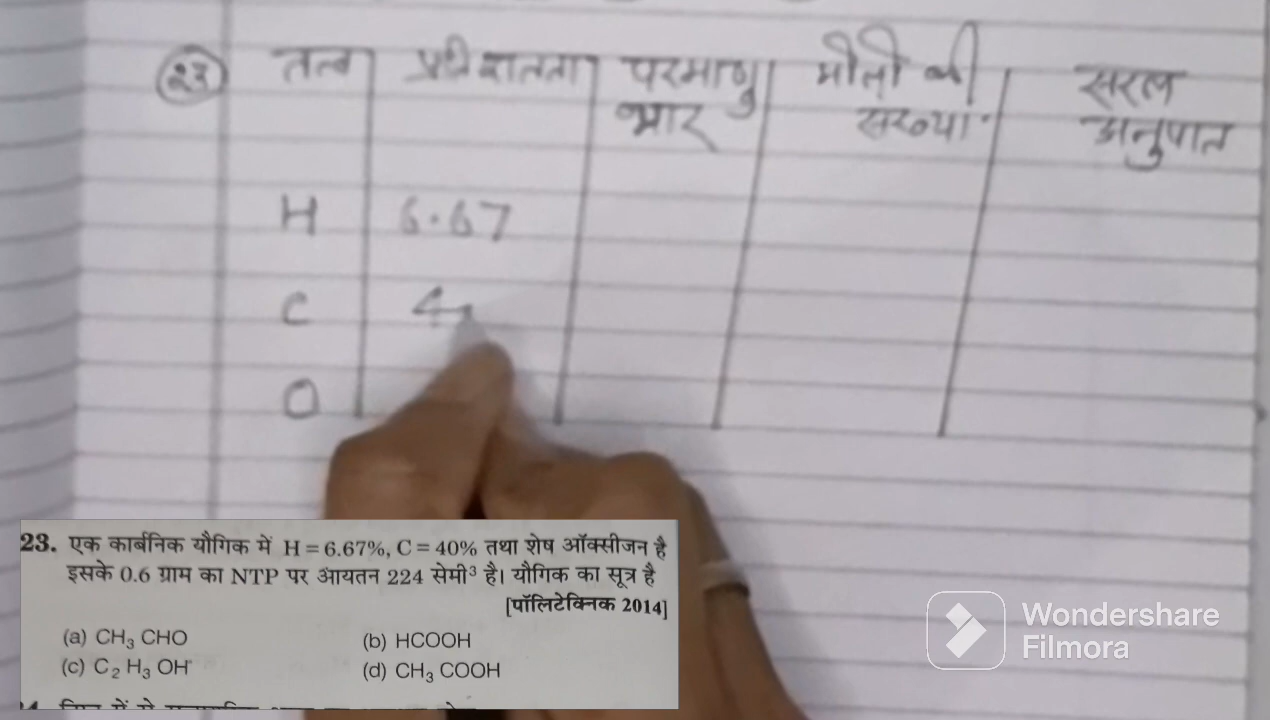 23 तत्व प्रतिशतता परमाणु भार मोलो की संख्या सरल अनुपात
H 6.67
C 4
O
23. एक कार्बनिक यौगिक में H = 6.67%, C = 40% तथा शेष ऑक्सीजन है
इसके 0.6 ग्राम का NTP पर आयतन 224 सेमी³ है। यौगिक का सूत्र है
[पॉलिटेक्निक 2014]
(a) CH₃ CHO (b) HCOOH
(c) C₂ H₃ OH (d) CH₃ COOH
Wondershare
Filmora